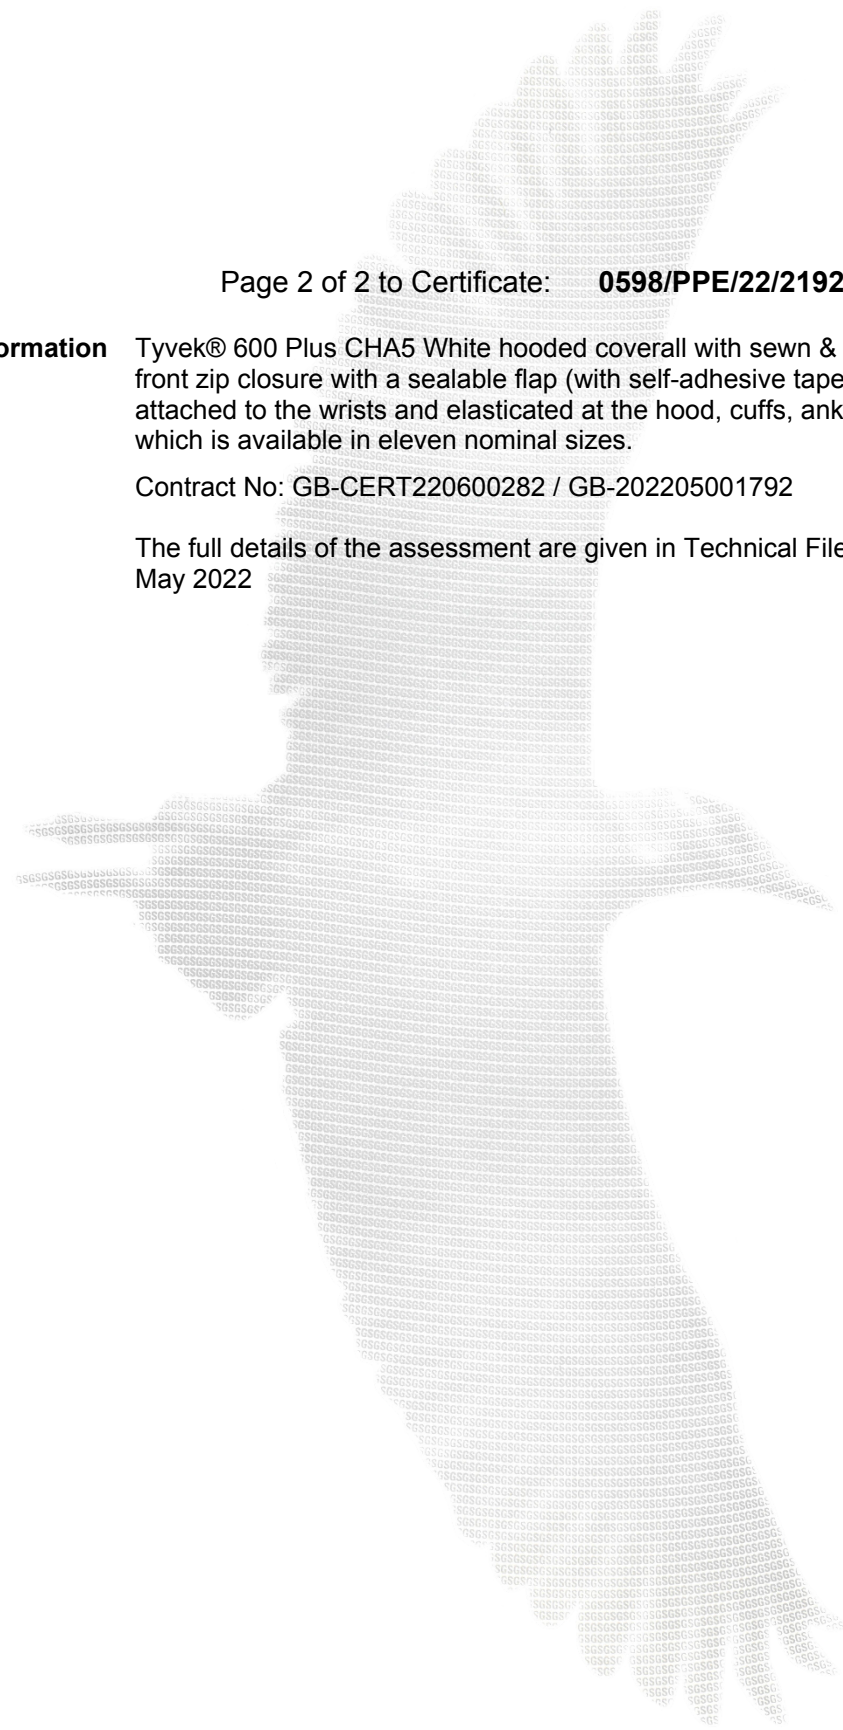 Page 2 of 2 to Certificate: 0598/PPE/22/2192
ormation Tyvek® 600 Plus CHA5 White hooded coverall with sewn &
front zip closure with a sealable flap (with self-adhesive tape
attached to the wrists and elasticated at the hood, cuffs, ank
which is available in eleven nominal sizes.
Contract No: GB-CERT220600282 / GB-202205001792
The full details of the assessment are given in Technical File
May 2022